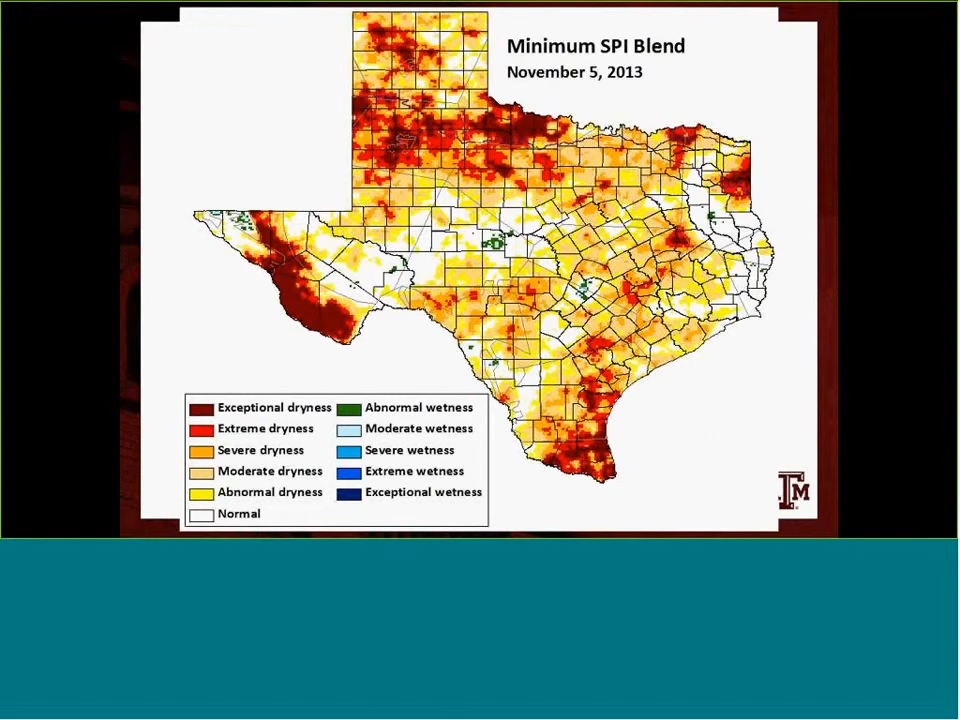 Minimum SPI Blend
November 5, 2013
Exceptional dryness
Extreme dryness
Severe dryness
Moderate dryness
Abnormal dryness
Normal
Abnormal wetness
Moderate wetness
Severe wetness
Extreme wetness
Exceptional wetness
ATM